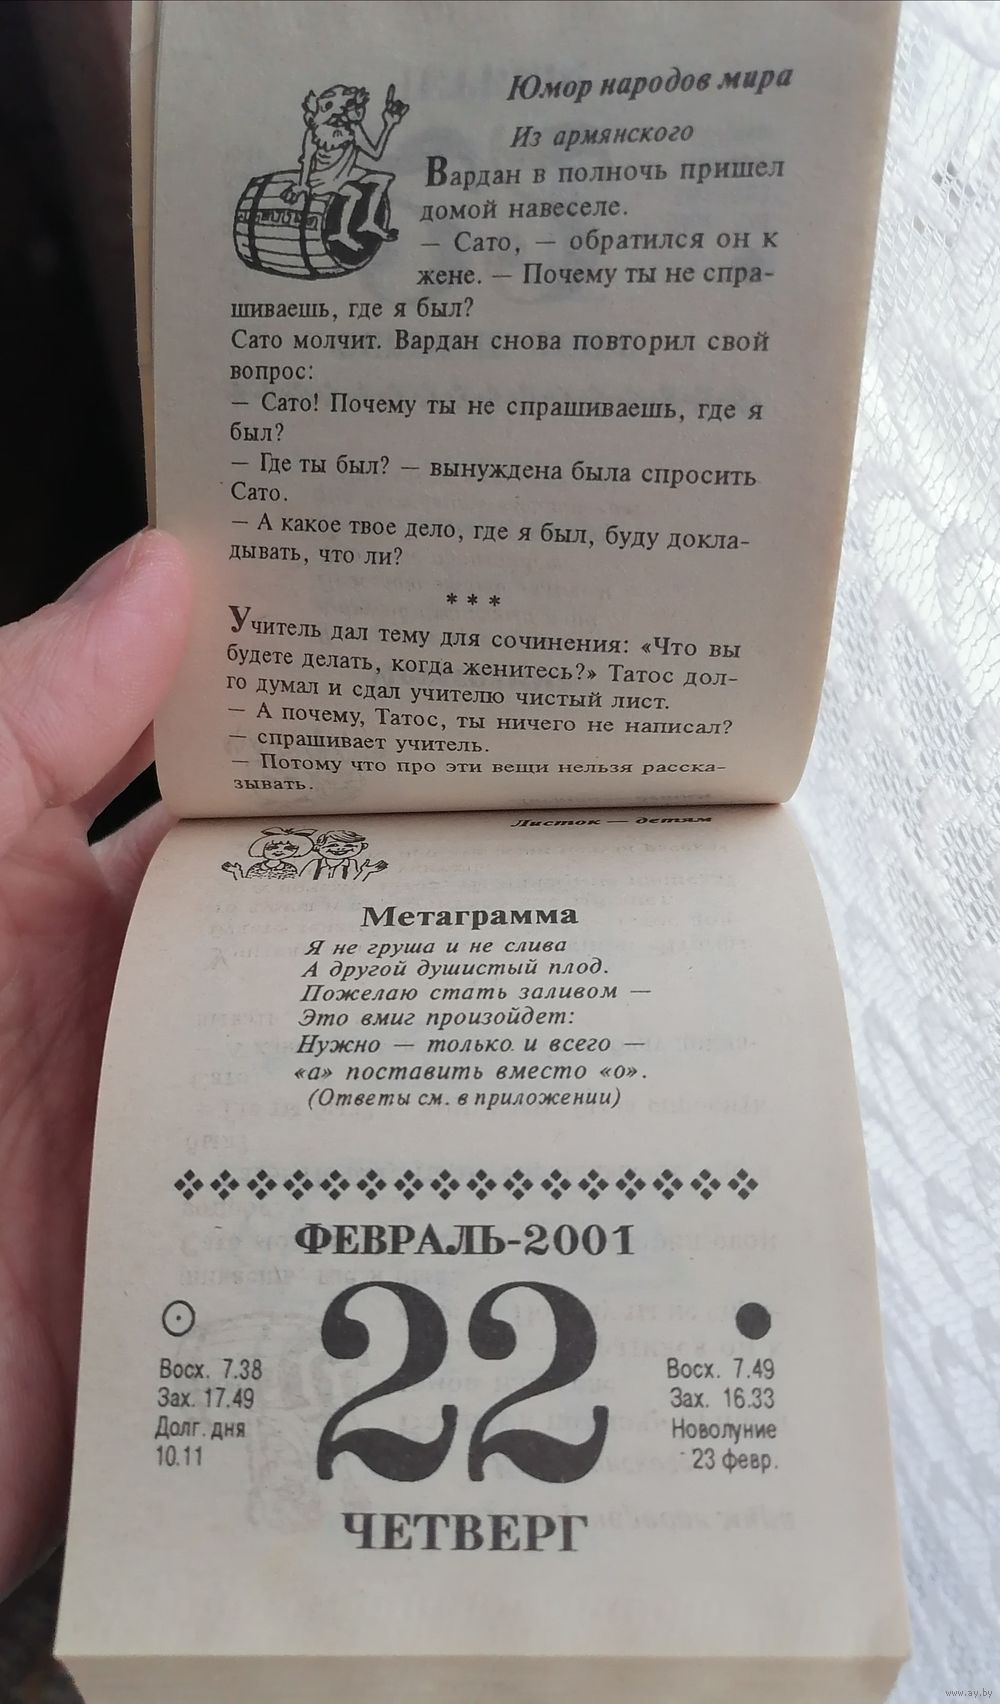 Юмор народов мира
Из армянского
Вардан в полночь пришел
домой навеселе.
— Сато, — обратился он к
жене. — Почему ты не спра-
шиваешь, где я был?
Сато молчит. Вардан снова повторил свой
вопрос:
— Сато! Почему ты не спрашиваешь, где я
был?
— Где ты был? — вынуждена была спросить
Сато.
— А какое твое дело, где я был, буду докла-
дывать, что ли?
* * *
Учитель дал тему для сочинения: «Что вы
будете делать, когда женитесь?» Татос дол-
го думал и сдал учителю чистый лист.
— А почему, Татос, ты ничего не написал?
— спрашивает учитель.
— Потому что про эти вещи нельзя расска-
зывать.
Листок — детям
Метаграмма
Я не груша и не слива
А другой душистый плод.
Пожелаю стать заливом —
Это вмиг произойдет:
Нужно — только и всего —
«а» поставить вместо «о».
(Ответы см. в приложении)
ФЕВРАЛЬ-2001
22
Восх. 7.38
Зах. 17.49
Долг. дня
10.11
Восх. 7.49
Зах. 16.33
Новолуние
23 февр.
ЧЕТВЕРГ
www.ay.by